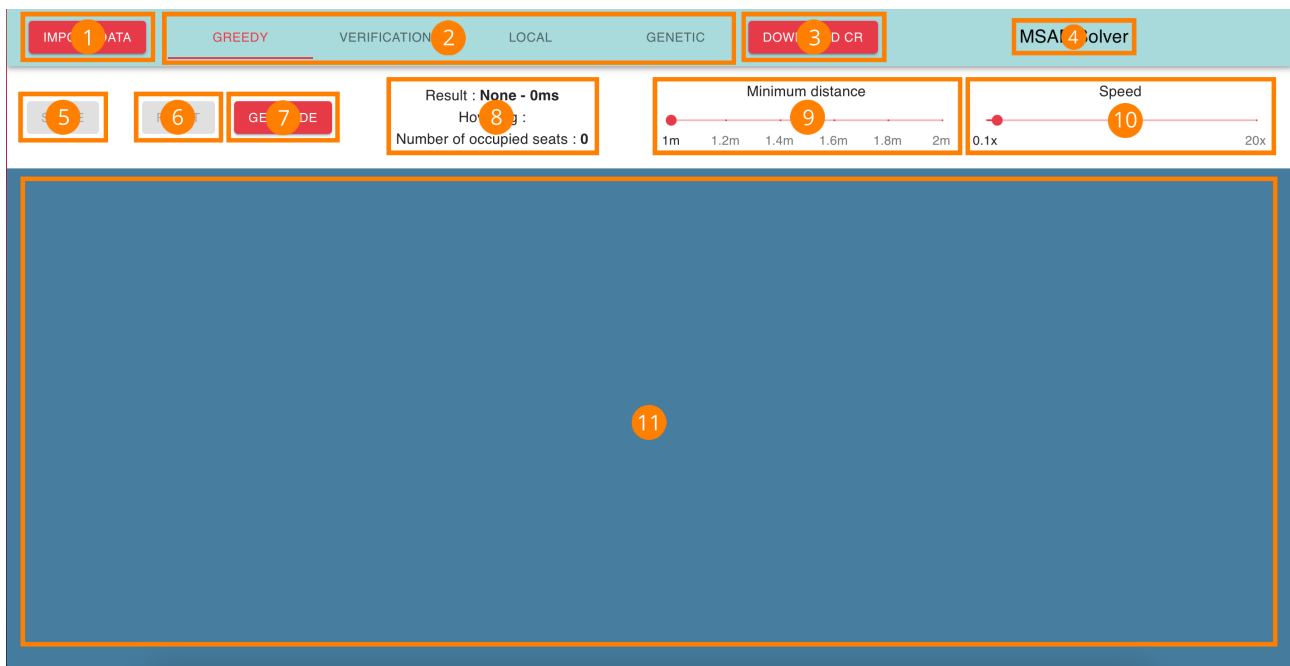 1
GREEDY
VERIFICATION
2
LOCAL
GENETIC
3
CR
4
5
6
7
Result : None - 0ms
8
Number of occupied seats : 0
Minimum distance
9
1m 1.2m 1.4m 1.6m 1.8m 2m
Speed
10
0.1x 20x
11